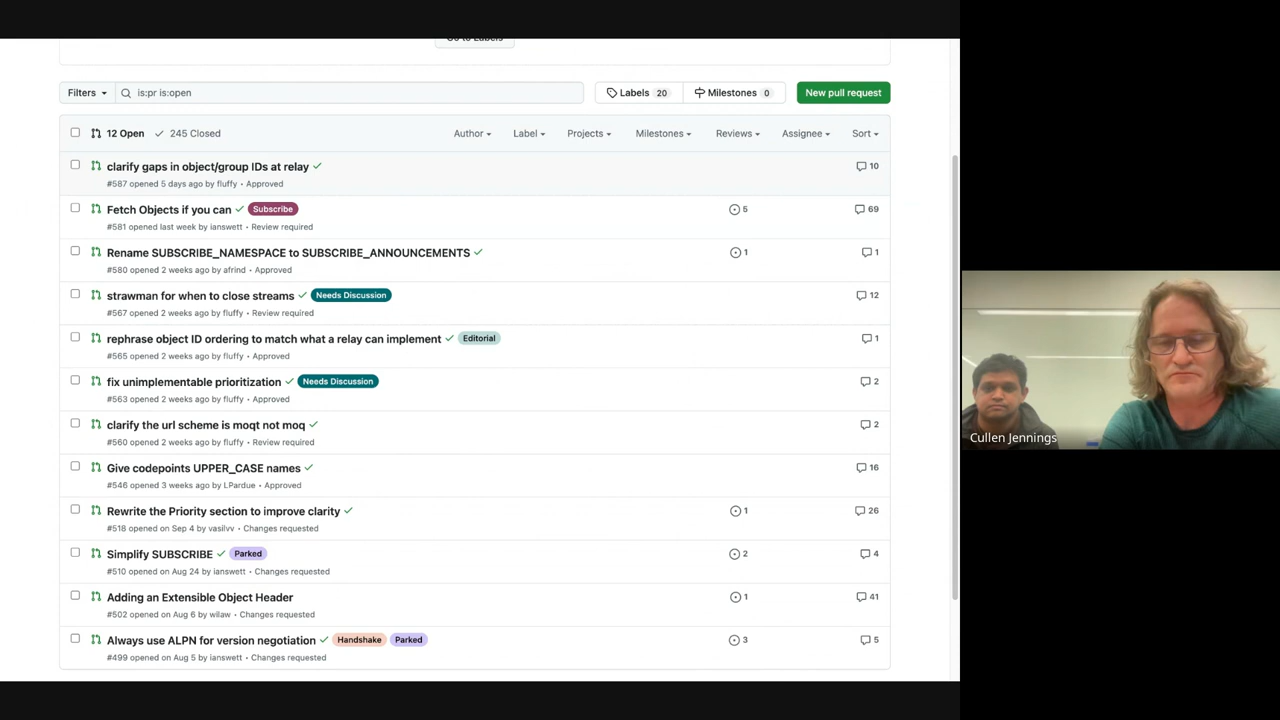 Go to Labels
Filters is:pr is:open Labels 20 Milestones 0 New pull request
12 Open 245 Closed Author Label Projects Milestones Reviews Assignee Sort
clarify gaps in object/group IDs at relay 10
#587 opened 5 days ago by fluffy • Approved
Fetch Objects if you can Subscribe 5 69
#581 opened last week by ianswett • Review required
Rename SUBSCRIBE_NAMESPACE to SUBSCRIBE_ANNOUNCEMENTS 1 1
#580 opened 2 weeks ago by afrind • Approved
strawman for when to close streams Needs Discussion 12
#567 opened 2 weeks ago by fluffy • Review required
rephrase object ID ordering to match what a relay can implement Editorial 1
#565 opened 2 weeks ago by fluffy • Approved
fix unimplementable prioritization Needs Discussion 2
#563 opened 2 weeks ago by fluffy • Approved
clarify the url scheme is moqt not moq 2
#560 opened 2 weeks ago by fluffy • Review required
Give codepoints UPPER_CASE names 16
#546 opened 3 weeks ago by LPardue • Approved
Rewrite the Priority section to improve clarity 1 26
#518 opened on Sep 4 by vasilvv • Changes requested
Simplify SUBSCRIBE Parked 2 4
#510 opened on Aug 24 by ianswett • Changes requested
Adding an Extensible Object Header 1 41
#502 opened on Aug 6 by wilaw • Changes requested
Always use ALPN for version negotiation Handshake Parked 3 5
#499 opened on Aug 5 by ianswett • Changes requested
Cullen Jennings